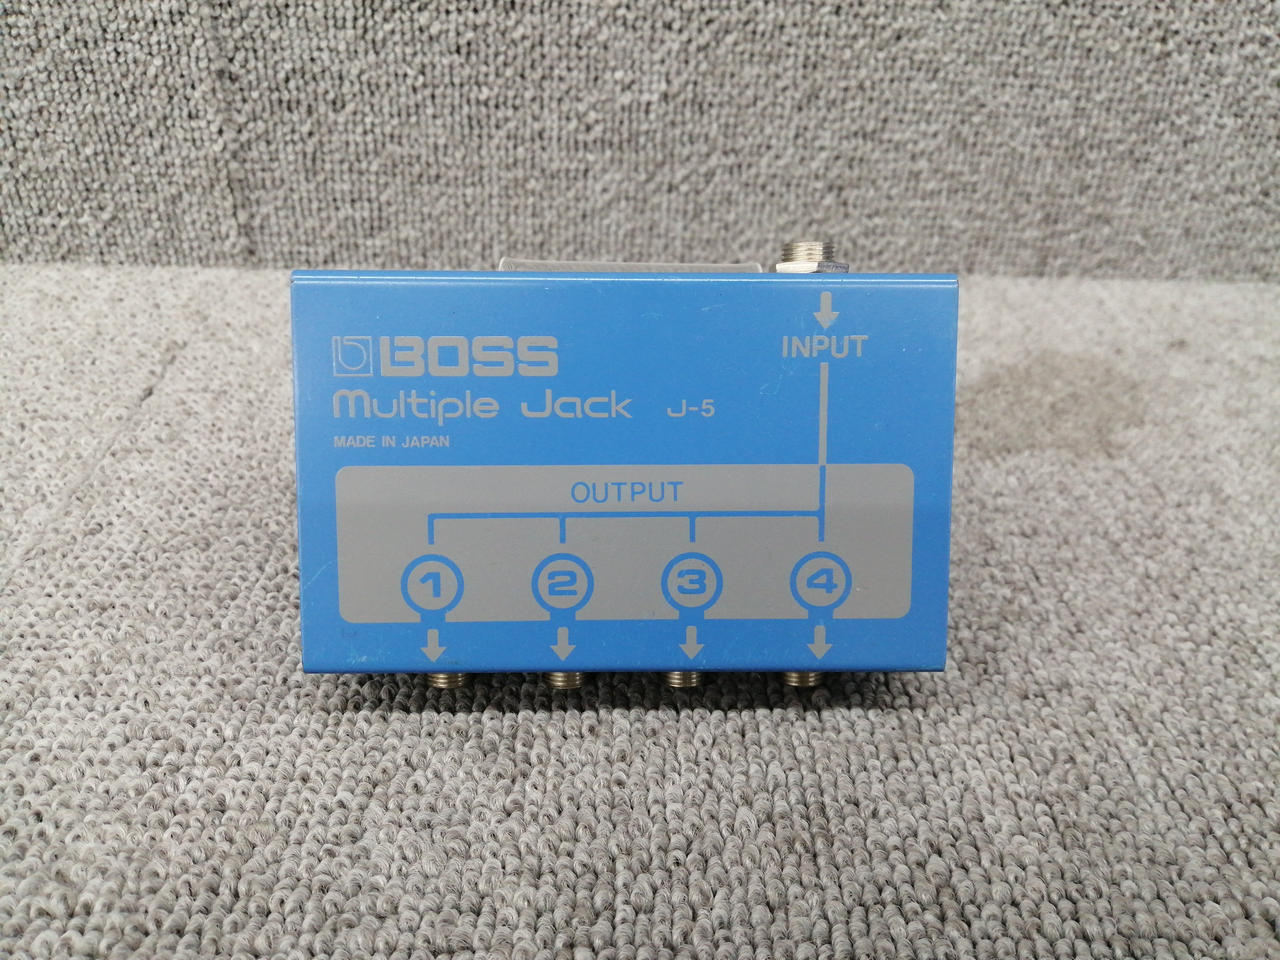 BOSS
Multiple Jack J-5
MADE IN JAPAN
INPUT
OUTPUT
1 2 3 4